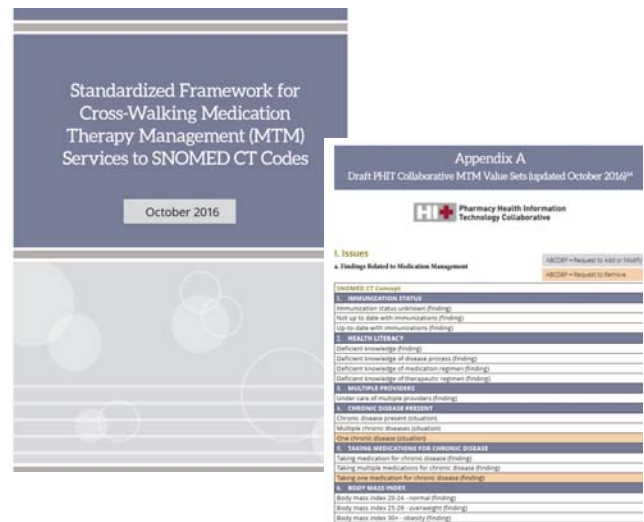 Standardized Framework for
Cross-Walking Medication
Therapy Management (MTM)
Services to SNOMED CT Codes
October 2016
Appendix A
Draft PHIT Collaborative MTM Value Sets (updated October 2016)
Pharmacy Health Information
Technology Collaborative
I. Issues
a. Findings Related to Medication Management
= Request to Add or Modify
= Request to Remove
SNOMED CT Concept
1. IMMUNIZATION STATUS
Immunization status unknown (finding)
Not up to date with immunizations (finding)
Up-to-date with immunizations (finding)
2. HEALTH LITERACY
Deficient knowledge (finding)
Deficient knowledge of disease process (finding)
Deficient knowledge of medication regimen (finding)
Deficient knowledge of therapeutic regimen (finding)
3. MULTIPLE PROVIDERS
Under care of multiple providers (finding)
4. CHRONIC DISEASE PRESENT
Chronic disease present (situation)
Multiple chronic diseases (situation)
One chronic disease (situation)
5. TAKING MEDICATIONS FOR CHRONIC DISEASE
Taking medication for chronic disease (finding)
Taking multiple medications for chronic disease (finding)
Taking one medication for chronic disease (finding)
6. BODY MASS INDEX
Body mass index 20-24 - normal (finding)
Body mass index 25-29 - overweight (finding)
Body mass index 30+ - obesity (finding)